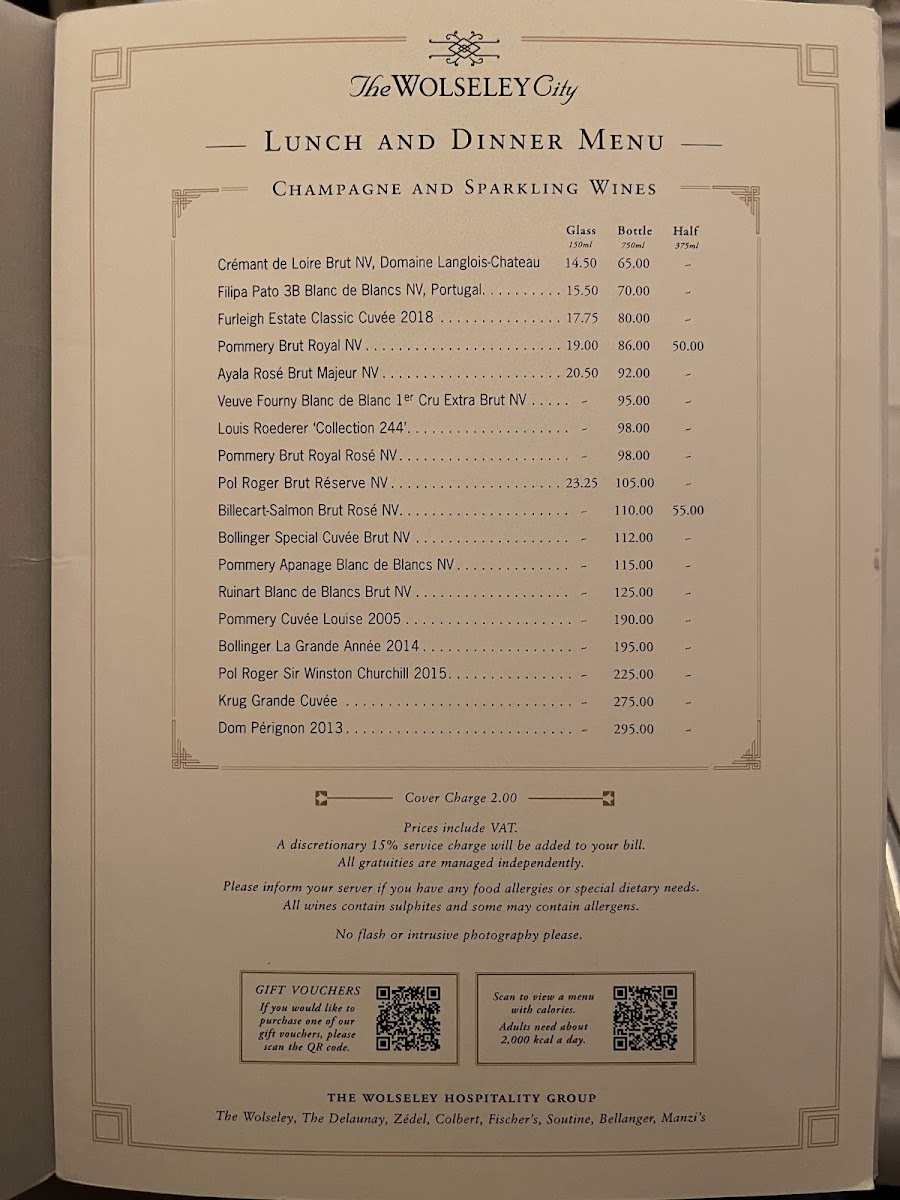 The WOLSELEY City
LUNCH AND DINNER MENU
CHAMPAGNE AND SPARKLING WINES
Glass Bottle Half
150ml 750ml 375ml
Crémant de Loire Brut NV, Domaine Langlois-Chateau 14.50 65.00 -
Filipa Pato 3B Blanc de Blancs NV, Portugal. . . . . . . . . . 15.50 70.00 -
Furleigh Estate Classic Cuvée 2018 . . . . . . . . . . . . . . . 17.75 80.00 -
Pommery Brut Royal NV . . . . . . . . . . . . . . . . . . . . . . . . 19.00 86.00 50.00
Ayala Rosé Brut Majeur NV . . . . . . . . . . . . . . . . . . . . . . 20.50 92.00 -
Veuve Fourny Blanc de Blanc 1er Cru Extra Brut NV . . . . . - 95.00 -
Louis Roederer ‘Collection 244’. . . . . . . . . . . . . . . . . . . . - 98.00 -
Pommery Brut Royal Rosé NV. . . . . . . . . . . . . . . . . . . . . - 98.00 -
Pol Roger Brut Réserve NV . . . . . . . . . . . . . . . . . . . . . 23.25 105.00 -
Billecart-Salmon Brut Rosé NV. . . . . . . . . . . . . . . . . . . . . - 110.00 55.00
Bollinger Special Cuvée Brut NV . . . . . . . . . . . . . . . . . . . - 112.00 -
Pommery Apanage Blanc de Blancs NV. . . . . . . . . . . . . . - 115.00 -
Ruinart Blanc de Blancs Brut NV . . . . . . . . . . . . . . . . . . . - 125.00 -
Pommery Cuvée Louise 2005 . . . . . . . . . . . . . . . . . . . . . - 190.00 -
Bollinger La Grande Année 2014 . . . . . . . . . . . . . . . . . . - 195.00 -
Pol Roger Sir Winston Churchill 2015. . . . . . . . . . . . . . . - 225.00 -
Krug Grande Cuvée . . . . . . . . . . . . . . . . . . . . . . . . . . . . - 275.00 -
Dom Pérignon 2013. . . . . . . . . . . . . . . . . . . . . . . . . . . . - 295.00 -
Cover Charge 2.00
Prices include VAT.
A discretionary 15% service charge will be added to your bill.
All gratuities are managed independently.
Please inform your server if you have any food allergies or special dietary needs.
All wines contain sulphites and some may contain allergens.
No flash or intrusive photography please.
GIFT VOUCHERS
If you would like to
purchase one of our
gift vouchers, please
scan the QR code.
Scan to view a menu
with calories.
Adults need about
2,000 kcal a day.
THE WOLSELEY HOSPITALITY GROUP
The Wolseley, The Delaunay, Zédel, Colbert, Fischer's, Soutine, Bellanger, Manzi's